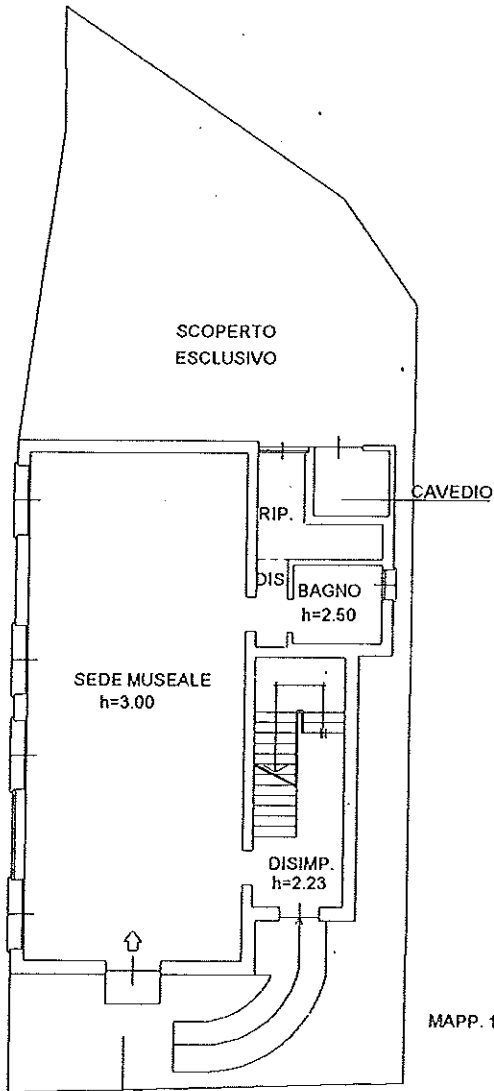 SCOPERTO
ESCLUSIVO
CAVEDIO
RIP.
DIS
BAGNO
h=2.50
SEDE MUSEALE
h=3.00
DISIMP.
h=2.23
MAPP. 1